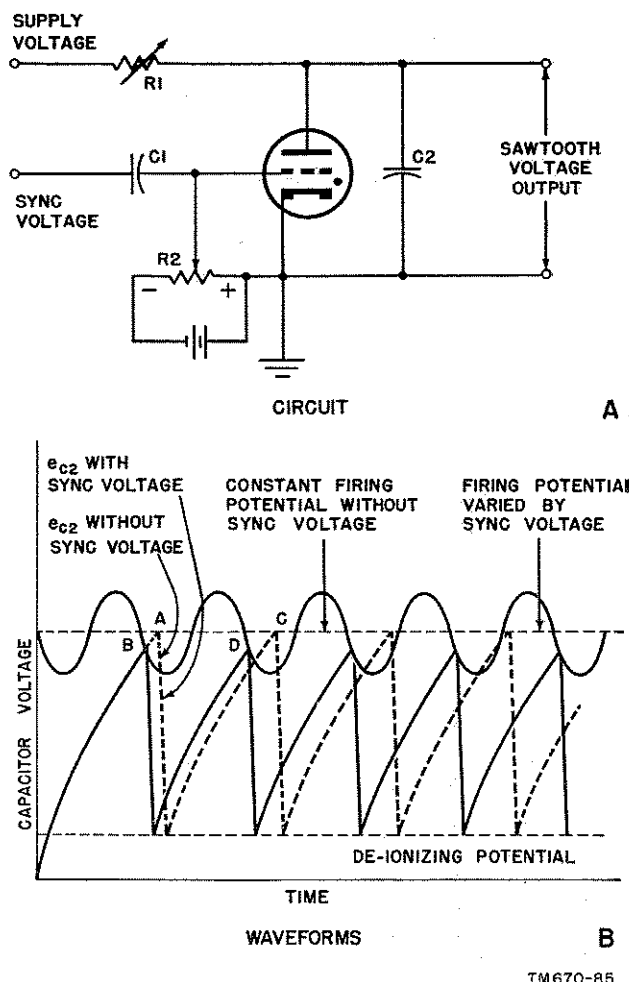 SUPPLY
VOLTAGE
R1
C1
C2
SAWTOOTH
VOLTAGE
OUTPUT
SYNC
VOLTAGE
R2
- +
CIRCUIT
A
eC2 WITH
SYNC VOLTAGE
eC2 WITHOUT
SYNC VOLTAGE
CONSTANT FIRING
POTENTIAL WITHOUT
SYNC VOLTAGE
FIRING POTENTIAL
VARIED BY
SYNC VOLTAGE
A
C
B
D
CAPACITOR VOLTAGE
DE-IONIZING POTENTIAL
TIME
WAVEFORMS
B
TM670-85